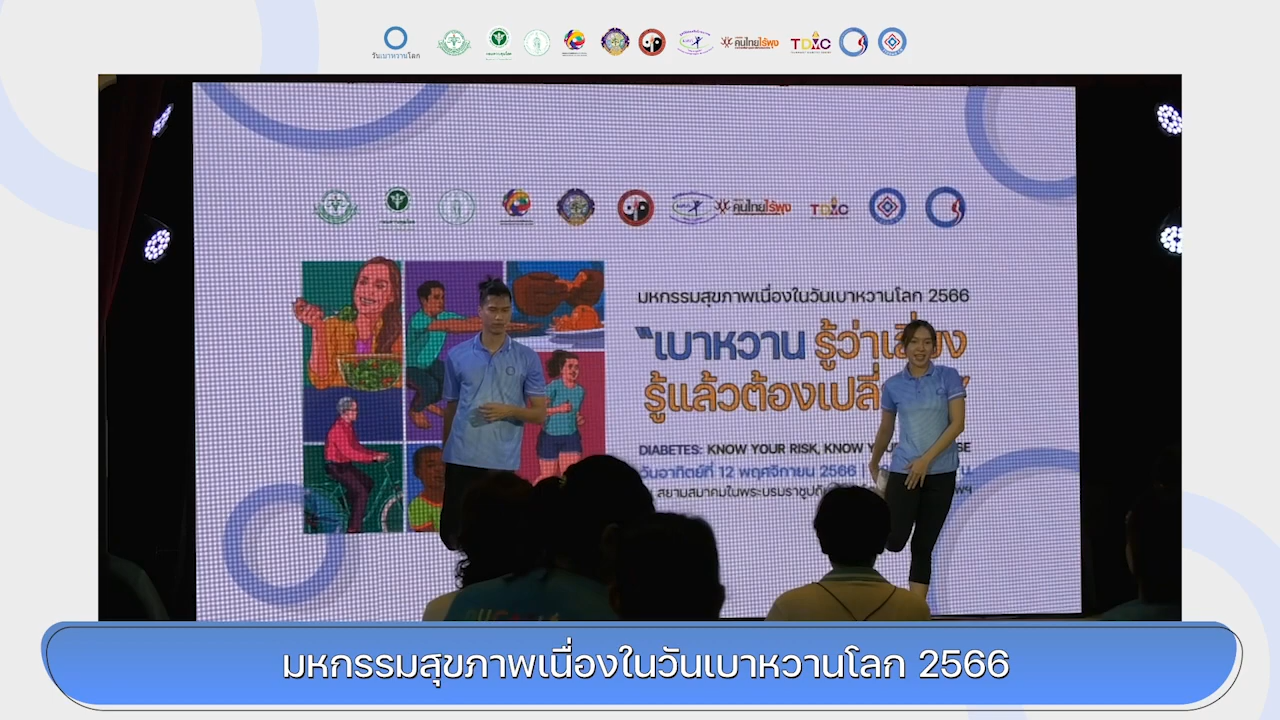 วันเบาหวานโลก
คนไทยไร้พุง
TDMC
คนไทยไร้พุง
TDMC
มหกรรมสุขภาพเนื่องในวันเบาหวานโลก 2566
“เบาหวาน รู้ว่าเสี่ยง
รู้แล้วต้อง
DIABETES: KNOW YOUR RISK, KNOW
วันอาทิตย์ที่ 12 พฤศจิกายน 2566 |
สยามสมาคมในพระบรมราชูปถัมภ์
มหกรรมสุขภาพเนื่องในวันเบาหวานโลก 2566